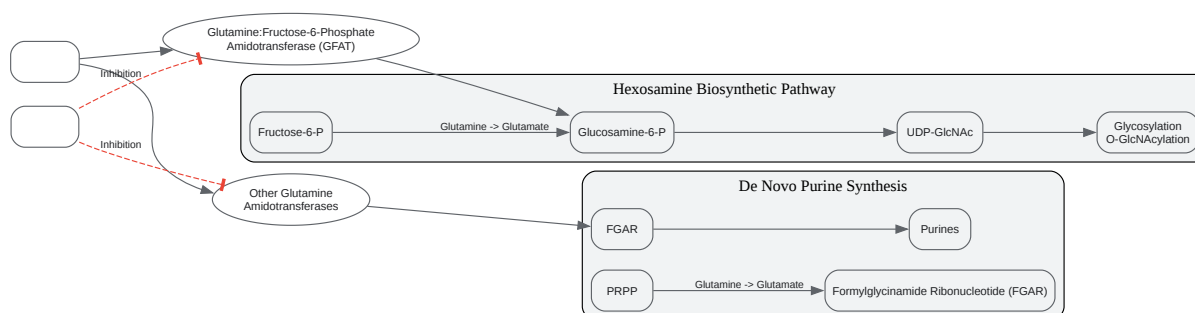 Glutamine:Fructose-6-Phosphate
Amidotransferase (GFAT)
Inhibition
Hexosamine Biosynthetic Pathway
Fructose-6-P
Glutamine -> Glutamate
Glucosamine-6-P
UDP-GlcNAc
Glycosylation
O-GlcNAcylation
Inhibition
Other Glutamine
Amidotransferases
De Novo Purine Synthesis
FGAR
Purines
PRPP
Glutamine -> Glutamate
Formylglycinamide Ribonucleotide (FGAR)